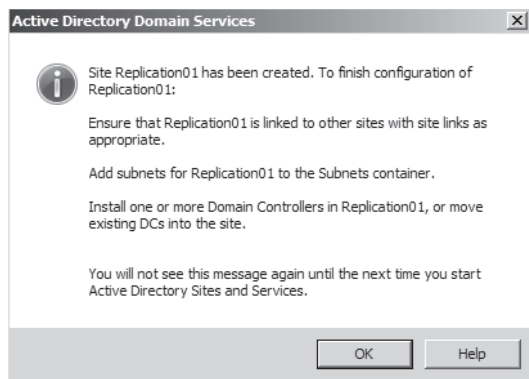 Active Directory Domain Services
Site Replication01 has been created. To finish configuration of
Replication01:
Ensure that Replication01 is linked to other sites with site links as
appropriate.
Add subnets for Replication01 to the Subnets container.
Install one or more Domain Controllers in Replication01, or move
existing DCs into the site.
You will not see this message again until the next time you start
Active Directory Sites and Services.
OK
Help